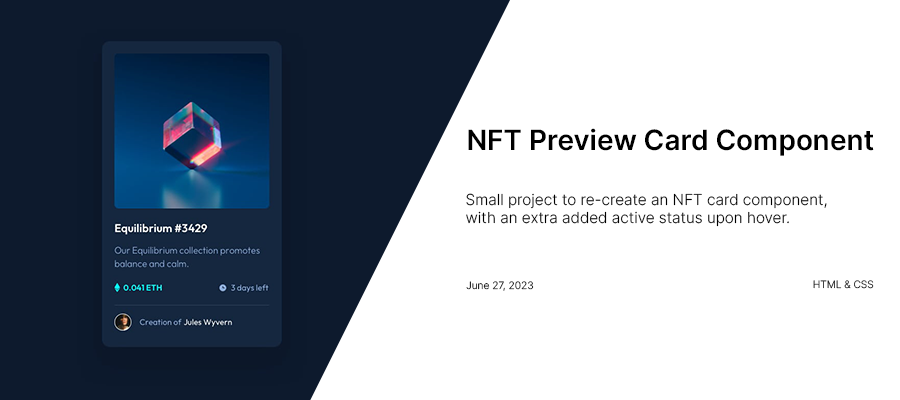 Equilibrium #3429
Our Equilibrium collection promotes
balance and calm.
0.041 ETH
3 days left
Creation of Jules Wyvern
NFT Preview Card Component
Small project to re-create an NFT card component,
with an extra added active status upon hover.
June 27, 2023
HTML & CSS